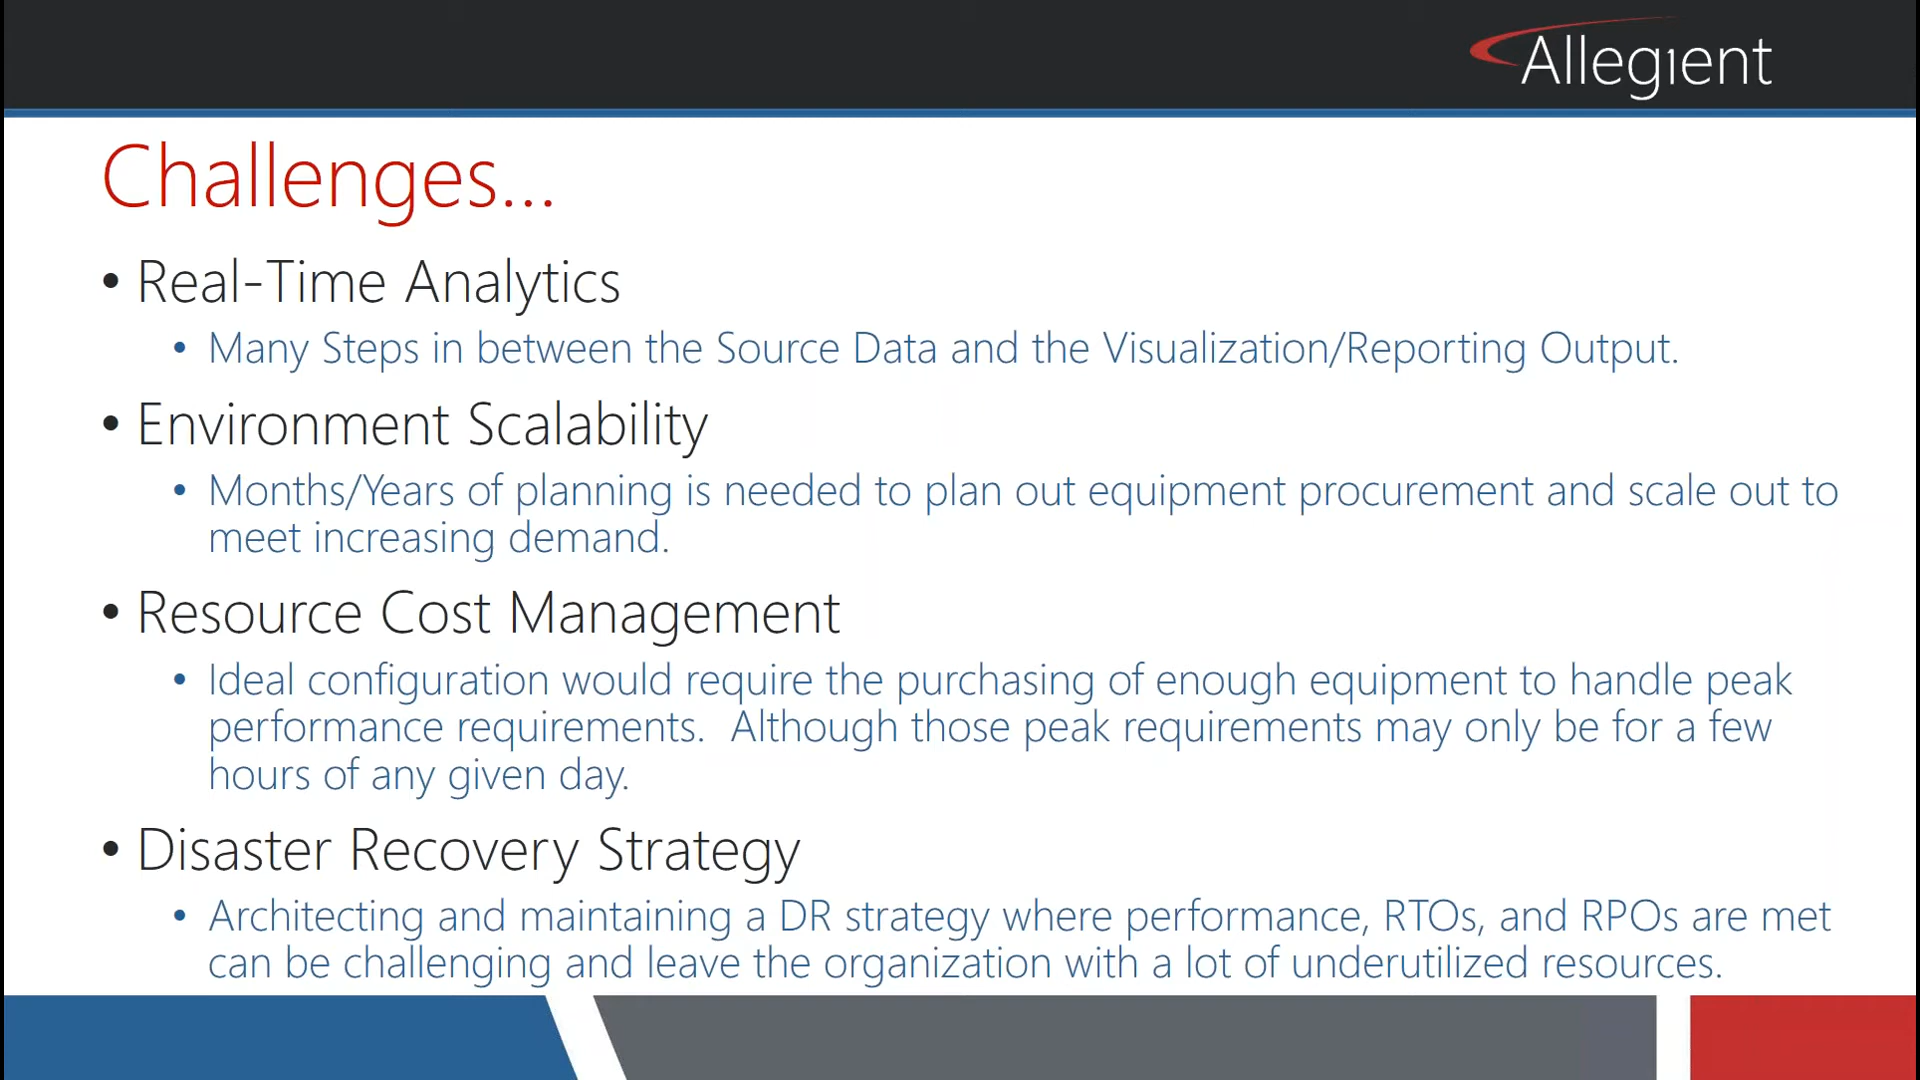 Allegient
Challenges...
• Real-Time Analytics
• Many Steps in between the Source Data and the Visualization/Reporting Output.
• Environment Scalability
• Months/Years of planning is needed to plan out equipment procurement and scale out to
meet increasing demand.
• Resource Cost Management
• Ideal configuration would require the purchasing of enough equipment to handle peak
performance requirements.  Although those peak requirements may only be for a few
hours of any given day.
• Disaster Recovery Strategy
• Architecting and maintaining a DR strategy where performance, RTOs, and RPOs are met
can be challenging and leave the organization with a lot of underutilized resources.